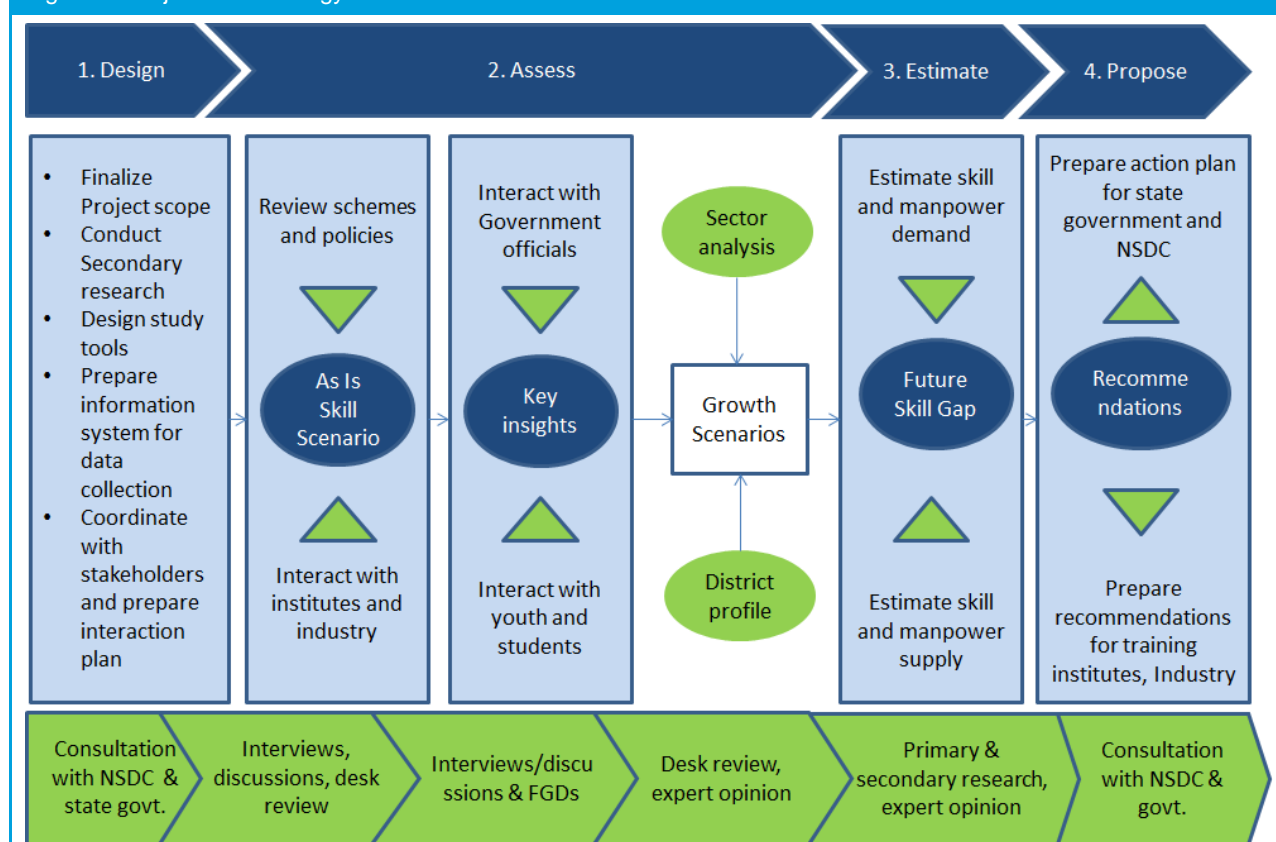 1. Design
2. Assess
3. Estimate
4. Propose
• Finalize
Project scope
• Conduct
Secondary
research
• Design study
tools
• Prepare
information
system for
data
collection
• Coordinate
with
stakeholders
and prepare
interaction
plan
Review schemes
and policies
As Is
Skill
Scenario
Interact with
institutes and
industry
Interact with
Government
officials
Key
insights
Interact with
youth and
students
Sector
analysis
Growth
Scenarios
District
profile
Estimate skill
and manpower
demand
Future
Skill Gap
Estimate skill
and manpower
supply
Prepare action plan
for state
government and
NSDC
Recomme
ndations
Prepare
recommendations
for training
institutes, Industry
Consultation
with NSDC &
state govt.
Interviews,
discussions, desk
review
Interviews/discu
ssions & FGDs
Desk review,
expert opinion
Primary &
secondary research,
expert opinion
Consultation
with NSDC &
govt.